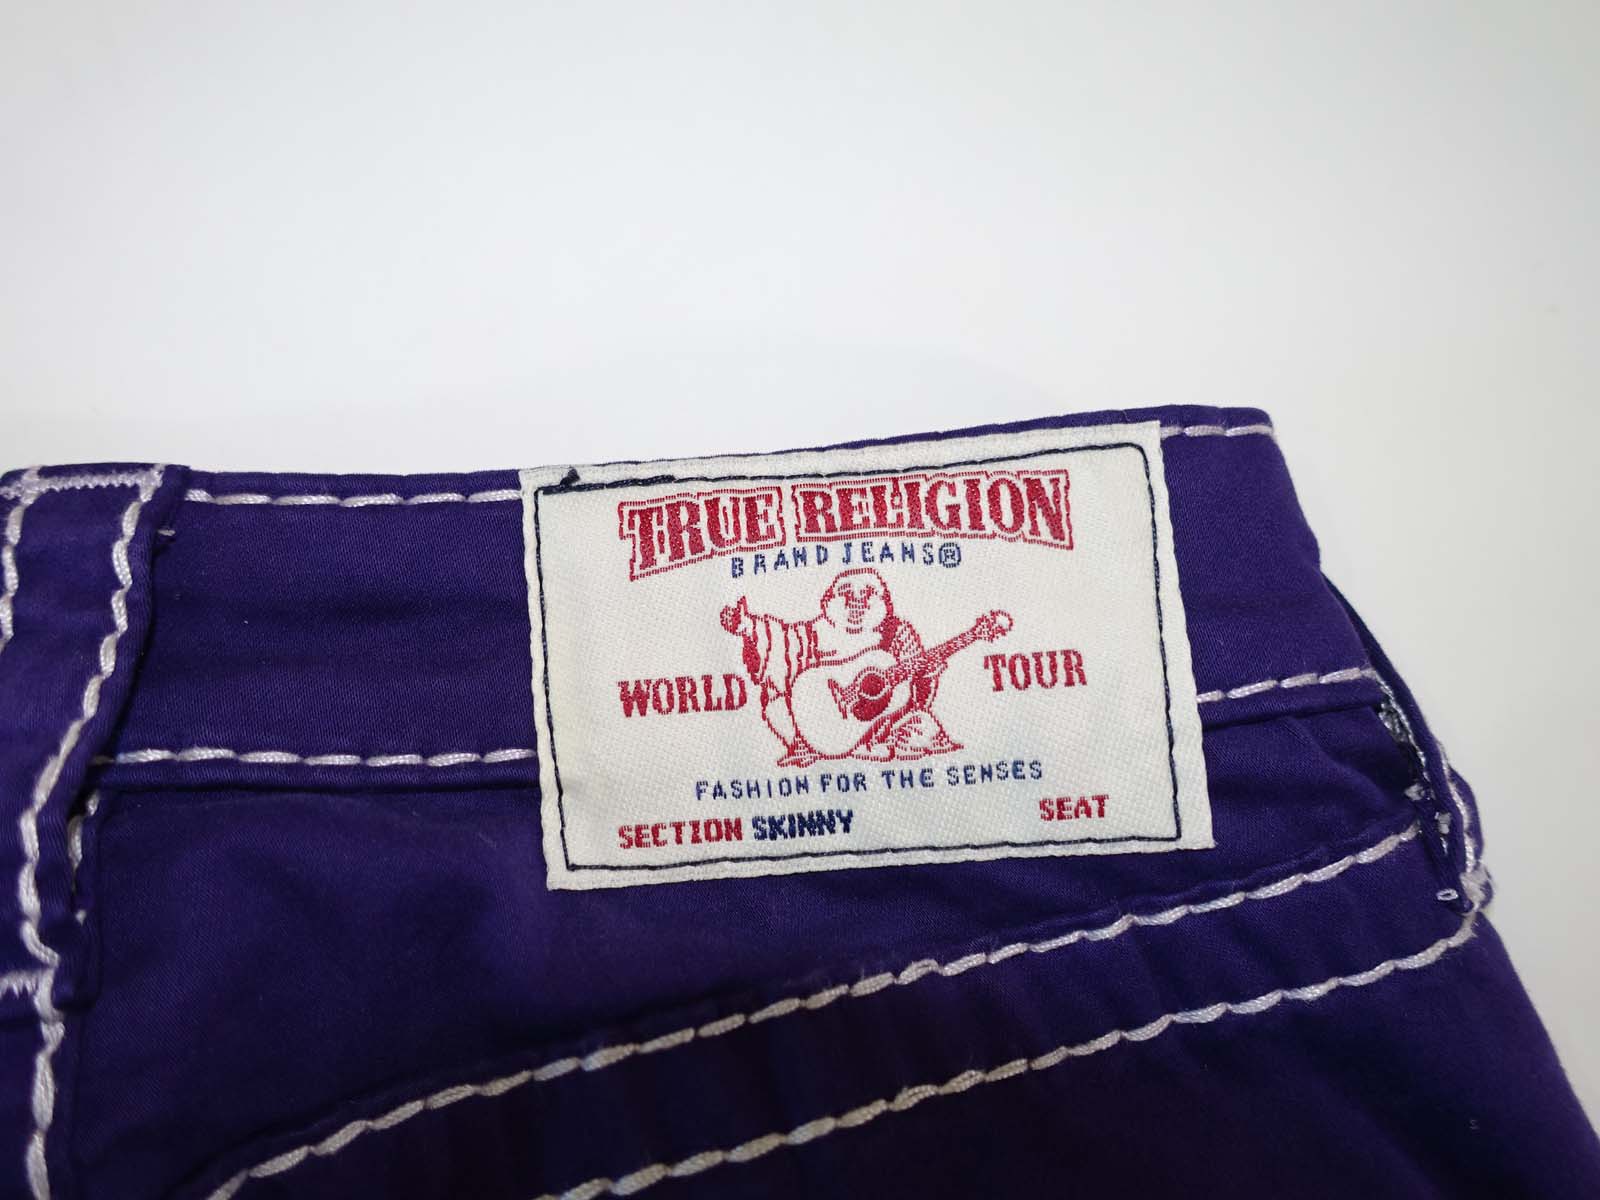 TRUE RELIGION
BRAND JEANS®
WORLD TOUR
FASHION FOR THE SENSES
SECTION SKINNY SEAT